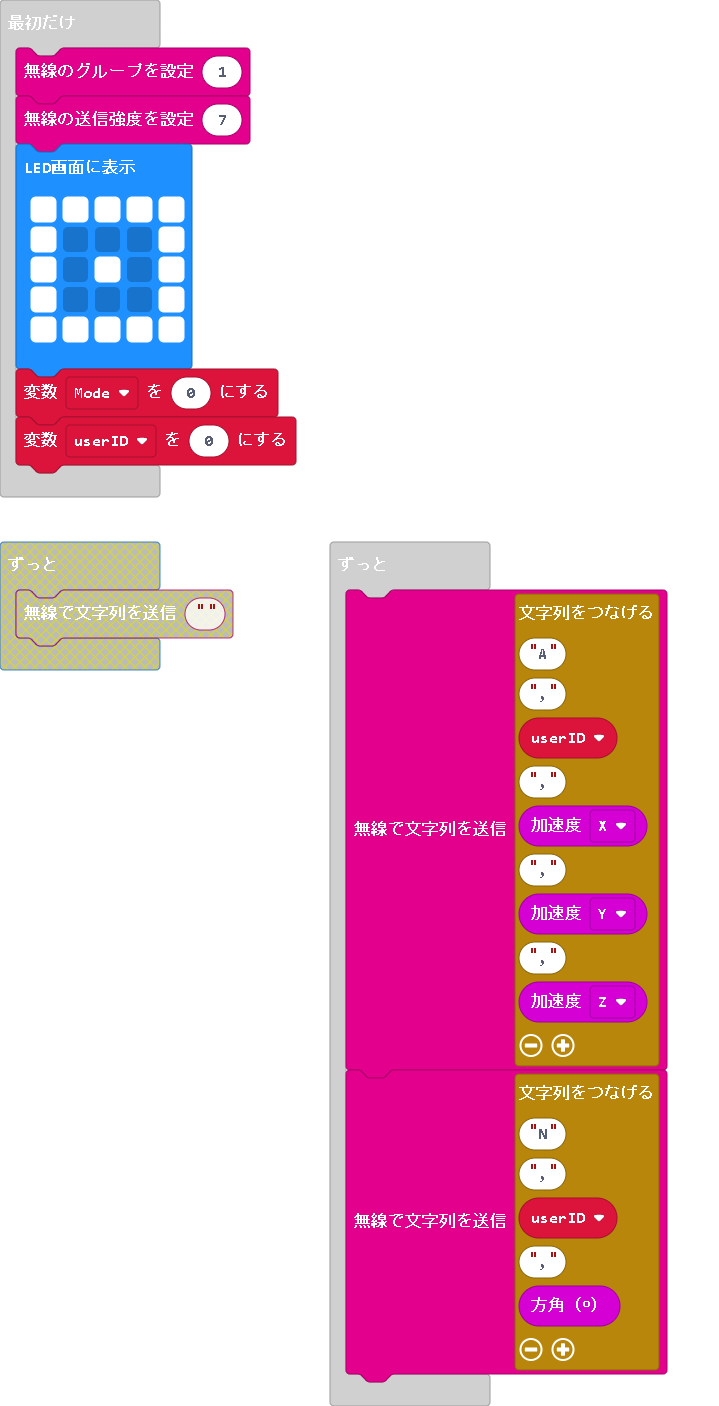 最初だけ
無線のグループを設定 1
無線の送信強度を設定 7
LED画面に表示
変数 Mode を 0 にする
変数 userID を 0 にする
ずっと
無線で文字列を送信 " "
ずっと
無線で文字列を送信
文字列をつなげる
"A"
","
userID
","
加速度 X
","
加速度 Y
","
加速度 Z
無線で文字列を送信
文字列をつなげる
"N"
","
userID
","
方角 (°)